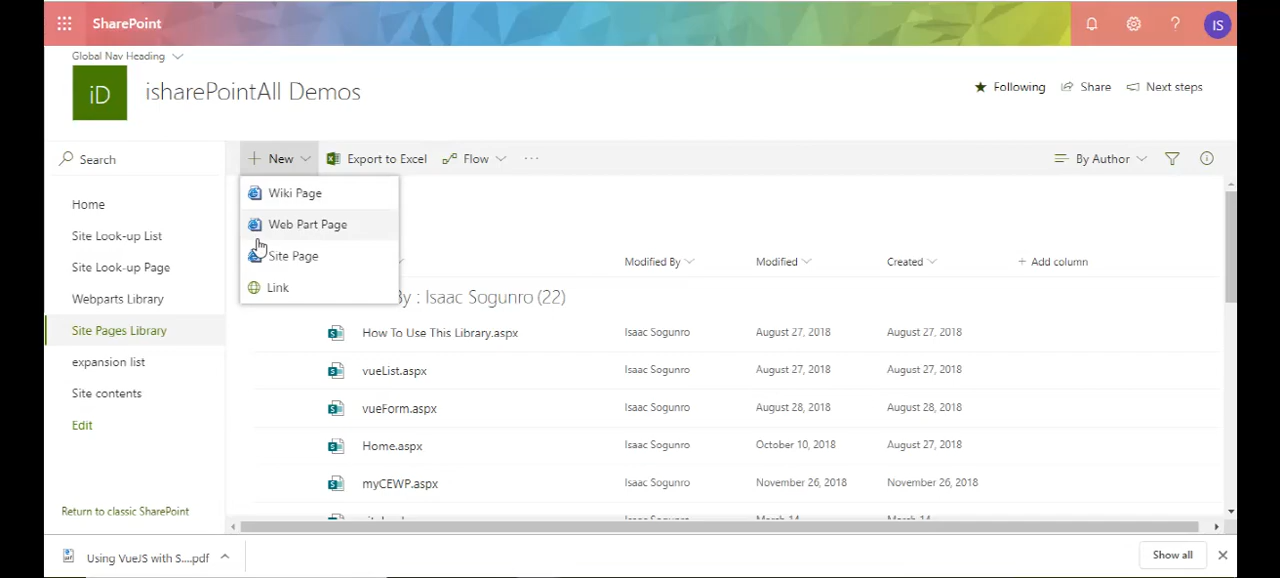 SharePoint
IS
Global Nav Heading
iD
isharePointAll Demos
Following
Share
Next steps
Search
New
Export to Excel
Flow
...
By Author
Wiki Page
Web Part Page
Site Page
Link
Home
Site Look-up List
Site Look-up Page
Webparts Library
Site Pages Library
expansion list
Site contents
Edit
Return to classic SharePoint
Modified By
Modified
Created
+ Add column
By : Isaac Sogunro (22)
How To Use This Library.aspx Isaac Sogunro August 27, 2018 August 27, 2018
vueList.aspx Isaac Sogunro August 27, 2018 August 27, 2018
vueForm.aspx Isaac Sogunro August 28, 2018 August 28, 2018
Home.aspx Isaac Sogunro October 10, 2018 August 27, 2018
myCEWP.aspx Isaac Sogunro November 26, 2018 November 26, 2018
Isaac Sogunro March 14 March 14
Using VueJS with S....pdf
Show all